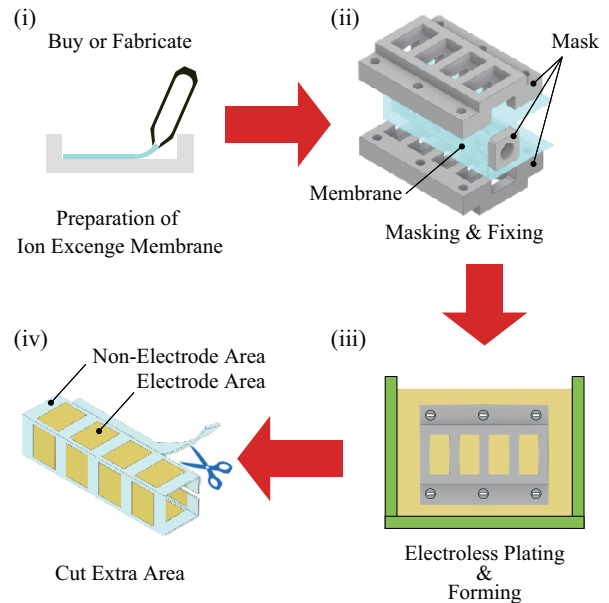 (i)
Buy or Fabricate
Preparation of
Ion Excenge Membrane
(ii)
Mask
Membrane
Masking & Fixing
(iii)
Electroless Plating
&
Forming
(iv)
Non-Electrode Area
Electrode Area
Cut Extra Area